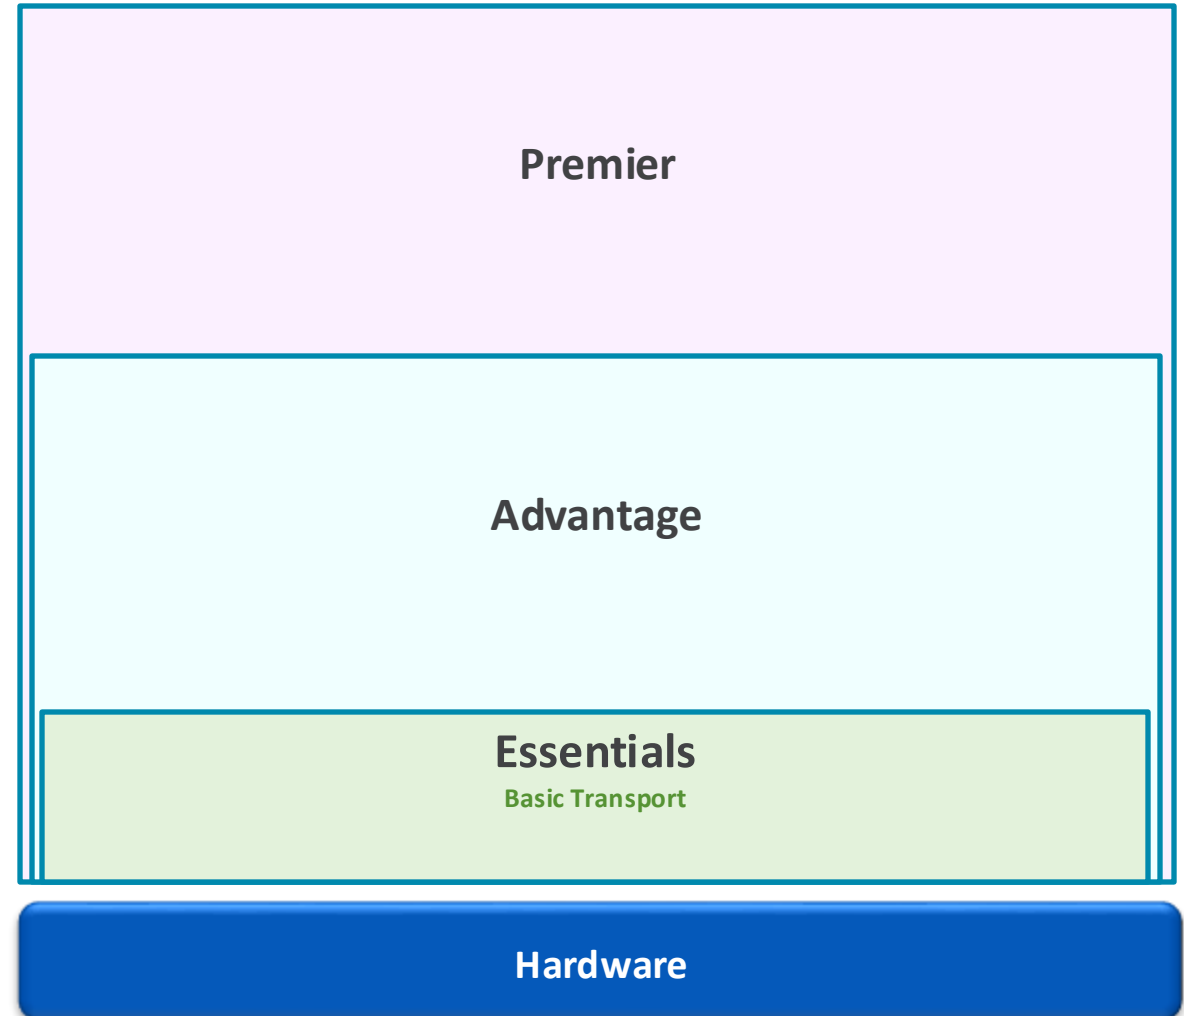 Premier
Advantage
Essentials
Basic Transport
Hardware